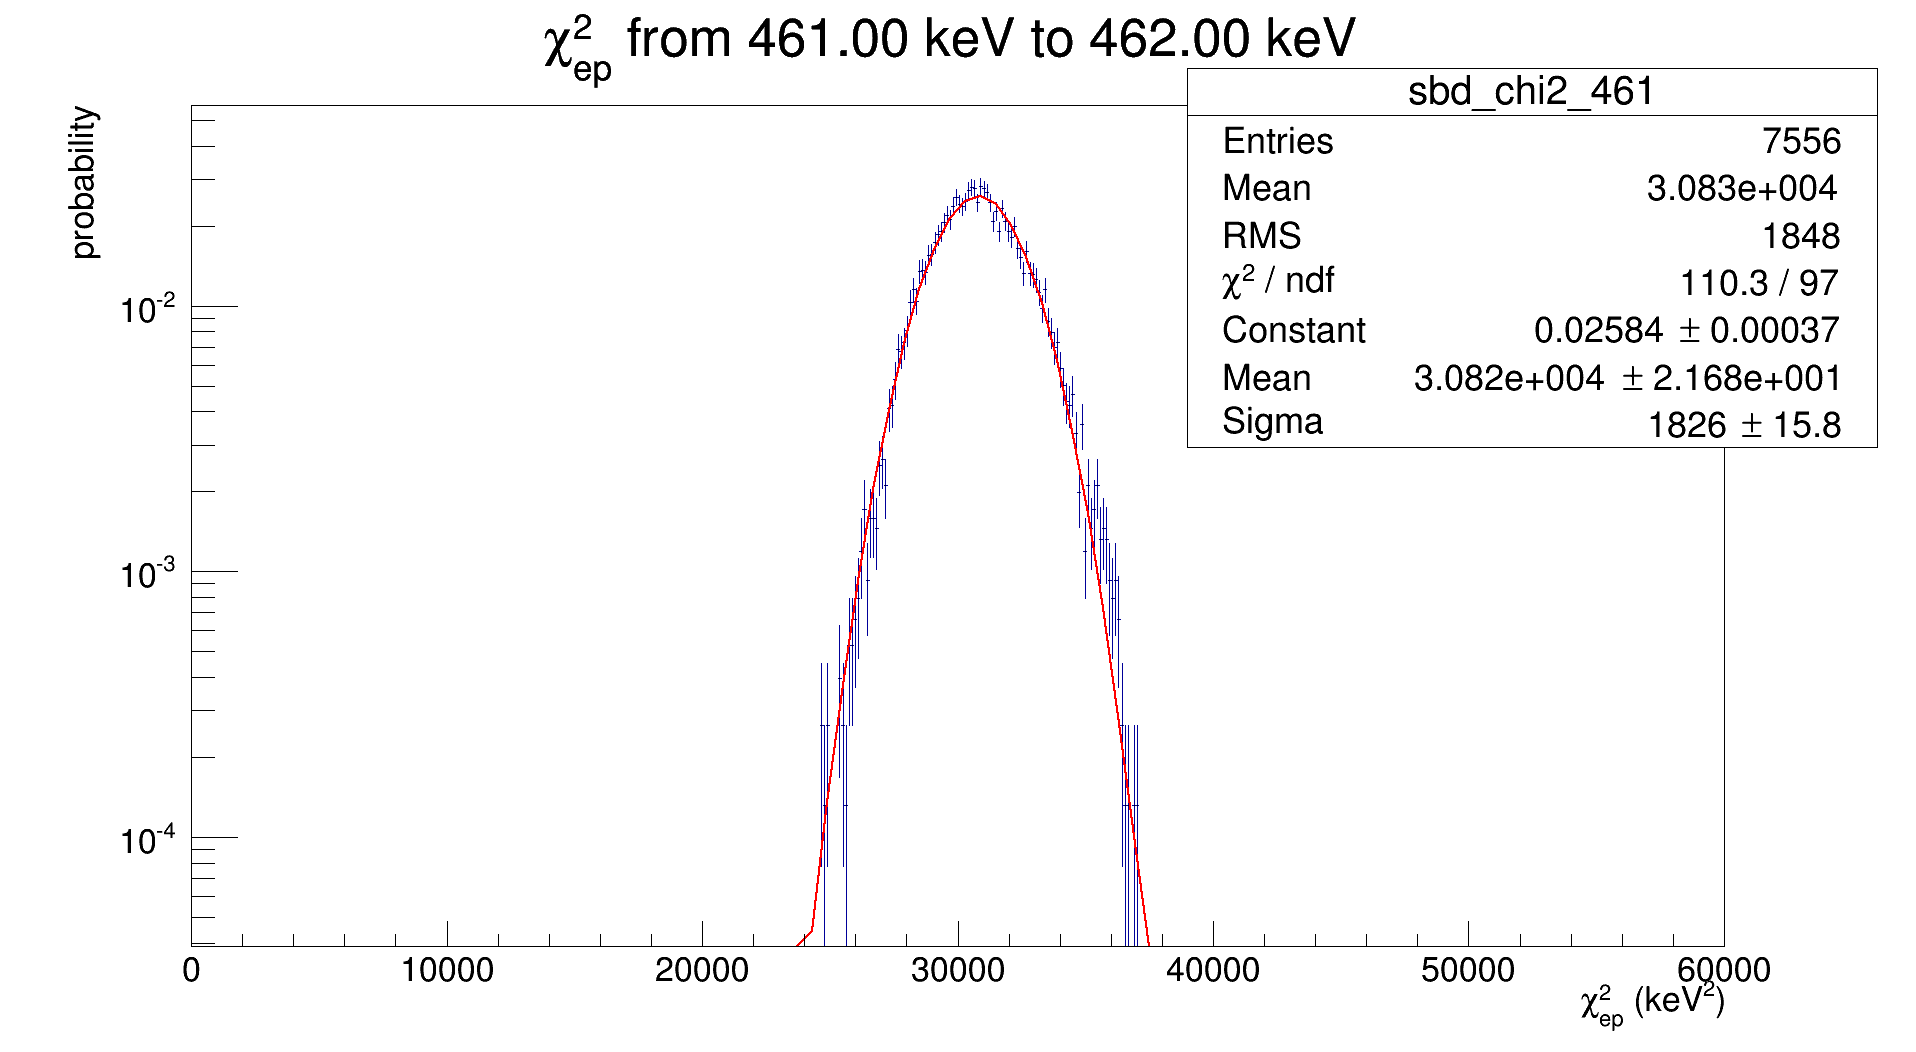 χ²ep from 461.00 keV to 462.00 keV
sbd_chi2_461
Entries 7556
Mean 3.083e+004
RMS 1848
χ² / ndf 110.3 / 97
Constant 0.02584 ± 0.00037
Mean 3.082e+004 ± 2.168e+001
Sigma 1826 ± 15.8
probability
10⁻²
10⁻³
10⁻⁴
0 10000 20000 30000 40000 50000 60000
χ²ep (keV²)